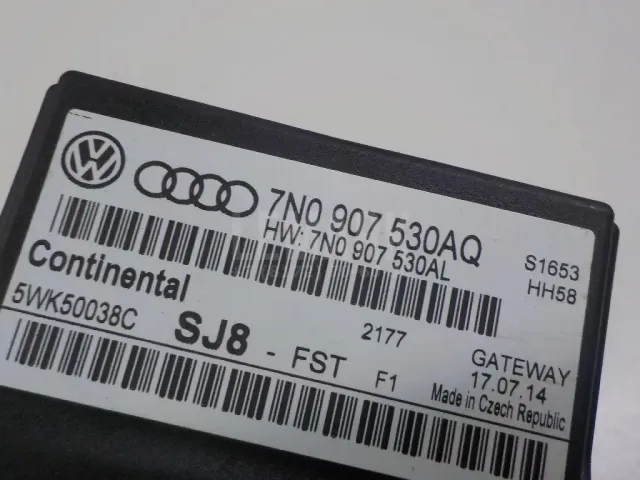 7N0 907 530AQ
HW: 7N0 907 530AL
S1653
HH58
Continental
5WK50038C
SJ8 - FST
2177
F1
GATEWAY
17.07.14
Made in Czech Republic